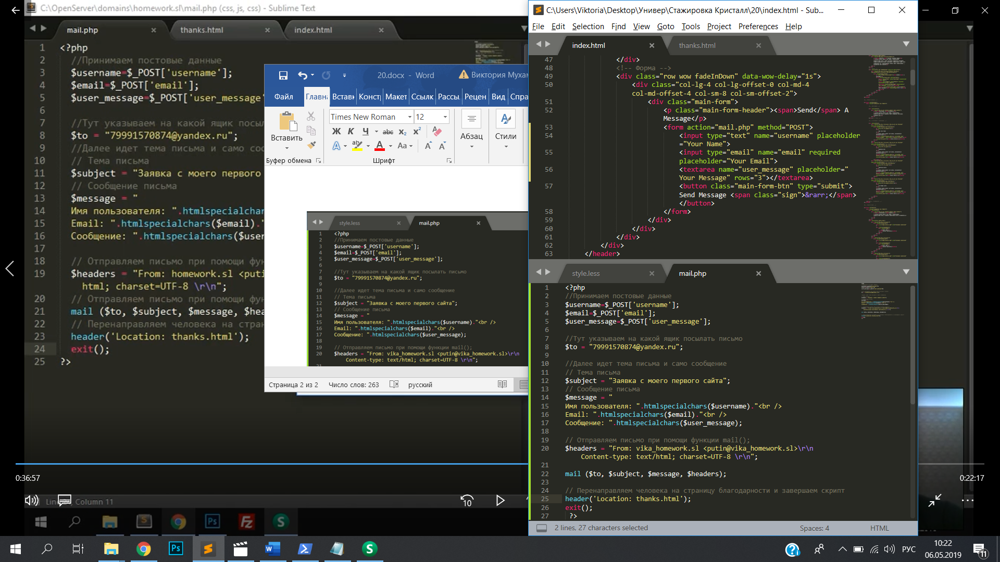 C:\OpenServer\domains\homework.sl\mail.php (css, js, css) - Sublime Text
mail.php
thanks.html
index.html
1 <?php
2 //Принимаем постовые данные
3 $username=$_POST['username'];
4 $email=$_POST['email'];
5 $user_message=$_POST['user_message'
6
7 //Тут указываем на какой ящик посыл
8 $to = "79991570874@yandex.ru";
9 //Далее идет тема письма и само соо
10 // Тема письма
11 $subject = "Заявка с моего первого
12 // Сообщение письма
13 $message = "
14 Имя пользователя: ".htmlspecialchar
15 Email: ".htmlspecialchars($email)."
16 Сообщение: ".htmlspecialchars($user
17
18 // Отправляем письмо при помощи фун
19 $headers = "From: homework.sl <puti
html; charset=UTF-8 \r\n";
20 // Отправляем письмо при помощи фун
21 mail ($to, $subject, $message, $hea
22 // Перенаправляем человека на стран
23 header('Location: thanks.html');
24 exit();
25 ?>
20.docx - Word
Виктория Мухам
Файл Главн Вставк Констр Макет Ссылк Рассы. Рецен Вид Спра
Вставить
Буфер обмена
Times New Roman 12
Ж К Ч abc x₂ x²
A aby A Aa A A
Шрифт
Абзац
Стили
style.less
mail.php
1 <?php
2 //Принимаем постовые данные
3 $username=$_POST['username'];
4 $email=$_POST['email'];
5 $user_message=$_POST['user_message'];
6
7 //Тут указываем на какой ящик посылать письмо
8 $to = "79991570874@yandex.ru";
9
10 //Далее идет тема письма и само сообщение
11 // Тема письма
12 $subject = "Заявка с моего первого сайта";
13 // Сообщение письма
14 $message = "
15 Имя пользователя: ".htmlspecialchars($username)."<br />
16 Email: ".htmlspecialchars($email)."<br />
17 Сообщение: ".htmlspecialchars($user_message);
18
19 // Отправляем письмо при помощи функции mail();
20 $headers = "From: vika_homework.sl <putin@vika_homework.sl>\r\n
Content-type: text/html; charset=UTF-8 \r\n";
Страница 2 из 2 Число слов: 263 русский
C:\Users\Viktoria\Desktop\Универ\Стажировка Кристалл\20\index.html - Sub...
File Edit Selection Find View Goto Tools Project Preferences Help
index.html
thanks.html
47 </div>
48 <!-- Форма -->
49 <div class="row wow fadeInDown" data-wow-delay="1s">
50 <div class="col-lg-4 col-lg-offset-0 col-md-4
col-md-offset-4 col-sm-8 col-sm-offset-2">
51 <div class="main-form">
52 <p class="main-form-header"><span>Send</span> A
Message</p>
53 <form action="mail.php" method="POST">
54 <input type="text" name="username" placeholder
="Your Name">
55 <input type="email" name="email" required
placeholder="Your Email">
56 <textarea name="user_message" placeholder="
Your Message" rows="3"></textarea>
57 <button class="main-form-btn" type="submit">
Send Message <span class="sign">&rarr;</span>
</button>
58 </form>
59 </div>
60 </div>
61 </div>
62 </div>
63 </header>
style.less
mail.php
1 <?php
2 //Принимаем постовые данные
3 $username=$_POST['username'];
4 $email=$_POST['email'];
5 $user_message=$_POST['user_message'];
6
7 //Тут указываем на какой ящик посылать письмо
8 $to = "79991570874@yandex.ru";
9
10 //Далее идет тема письма и само сообщение
11 // Тема письма
12 $subject = "Заявка с моего первого сайта";
13 // Сообщение письма
14 $message = "
15 Имя пользователя: ".htmlspecialchars($username)."<br />
16 Email: ".htmlspecialchars($email)."<br />
17 Сообщение: ".htmlspecialchars($user_message);
18
19 // Отправляем письмо при помощи функции mail();
20 $headers = "From: vika_homework.sl <putin@vika_homework.sl>\r\n
Content-type: text/html; charset=UTF-8 \r\n";
21
22 mail ($to, $subject, $message, $headers);
23
24 // Перенаправляем человека на страницу благодарности и завершаем скрипт
25 header('Location: thanks.html');
26 exit();
27 ?>
2 lines, 27 characters selected Spaces: 4 HTML
0:36:57
0:22:17
Column 11
10
РУС
10:22
06.05.2019
11